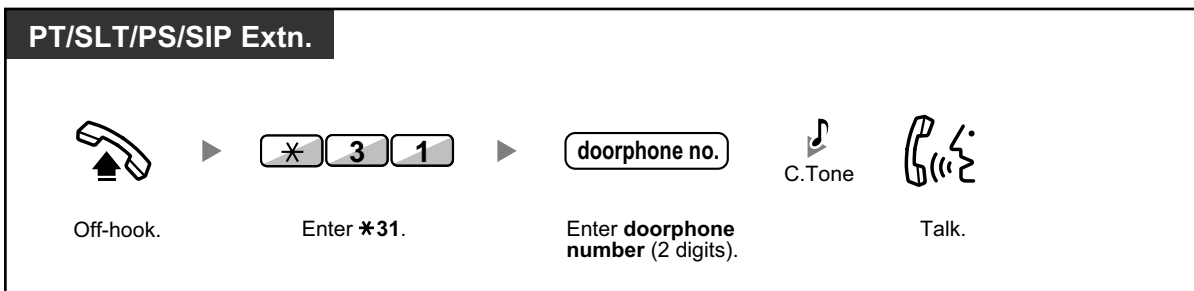 PT/SLT/PS/SIP Extn.
✳ 3 1
doorphone no.
C.Tone
Off-hook.
Enter ✳31.
Enter doorphone
number (2 digits).
Talk.